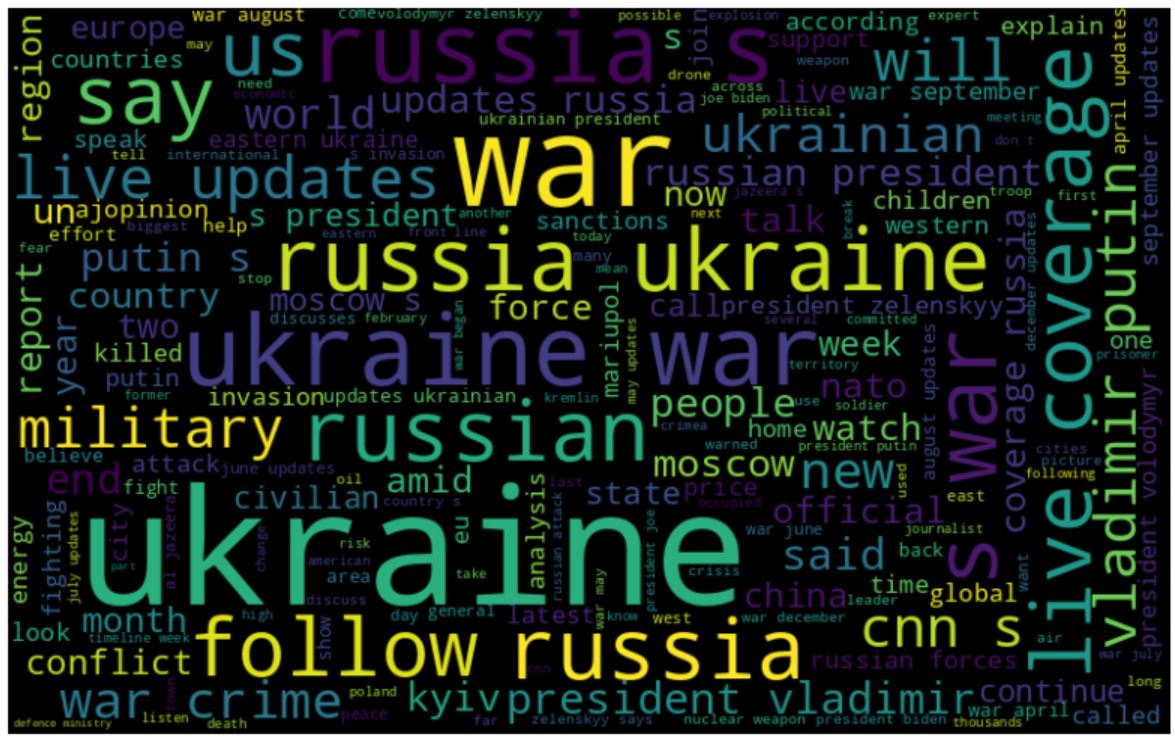 war august
comevolodymyr zelenskyy
possible
explosion
expert
europe
us
russia s
s
join
according
explain
region
may
support
countries
say
need
economic
drone
weapon
will
april updates
september updates
world
updates russia
across
joe biden
live
war september
speak
eastern ukraine
ukrainian president
political
ukrainian
meeting
don t
tell
international
s invasion
war
live updates
russian president
now
jazeera s
children
troop
first
un
ajopinion
s president
another
sanctions
next
talk
break
western
effort
biggest
help
eastern
front line
today
many
fear
putin s
stop
russia ukraine
mean
report
country
moscow s
force
mariupol
call
president zelenskyy
december updates
coverage russia
live coverage
vladimir putin
year
two
discusses
february
war began
several
committed
one
killed
ukraine war
may updates
week
prisoner
putin
territory
nato
august updates
s war
former
invasion
updates ukrainian
kremlin
people
use
soldier
military
russian
crimea
home
watch
believe
warned
president putin
cities
picture
attack
june updates
moscow
new
used
following
end
fight
oil
amid
last
state
price
east
civilian
country s
analysis
occupied
official
energy
fighting
july updates
city
al jazeera
ukraine
change
eu
russian attack
president joe
war june
journalist
president volodymyr
risk
said
back
want
part
american
area
take
crisis
discuss
china
leader
time
global
month
high
day
general
latest
war may
know
west
war december
look
timeline week
follow russia
show
cnn s
air
war july
conflict
cnn
russian forces
town
war crime
poland
kyiv
president vladimir
continue
long
peace
war april
called
defence ministry
listen
death
far
zelenskyy says
nuclear weapon
president biden
thousands